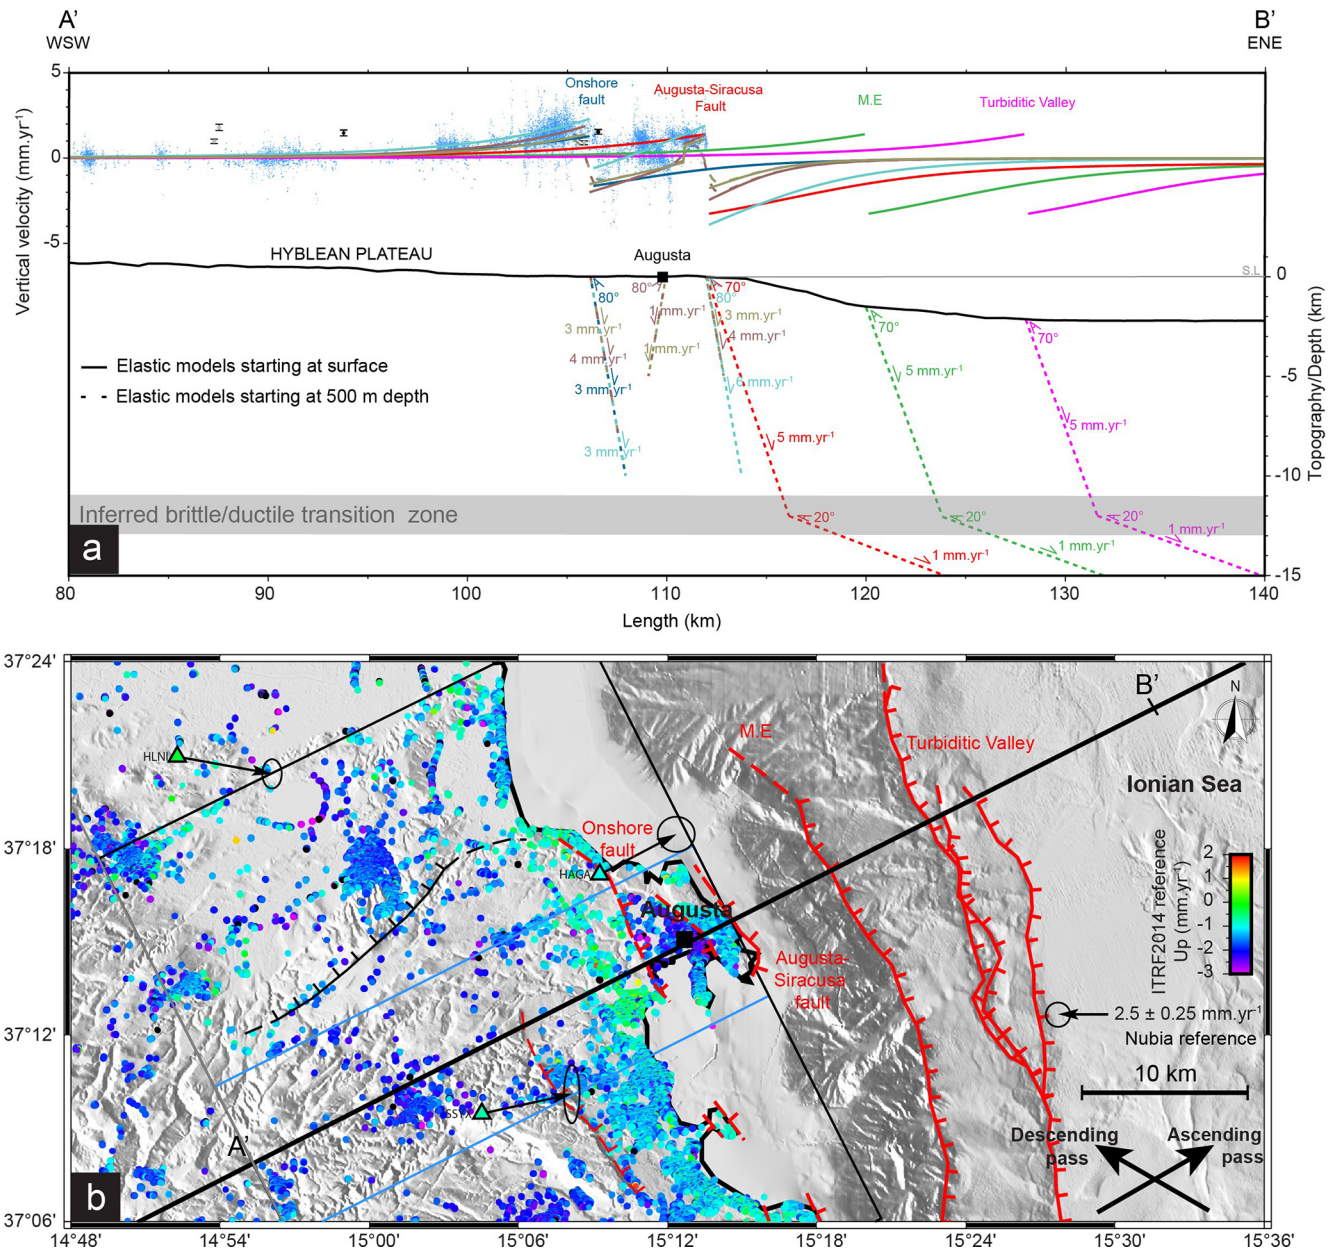 A’
WSW
B’
ENE
5
0
-5
Vertical velocity (mm.yr⁻¹)
Onshore
fault
Augusta-Siracusa
Fault
M.E
Turbiditic Valley
HYBLEAN PLATEAU
Augusta
S.L
0
-5
-10
-15
Topography/Depth (km)
80°
80°
70°
80°
70°
70°
3 mm.yr⁻¹
4 mm.yr⁻¹
3 mm.yr⁻¹
3 mm.yr⁻¹
1 mm.yr⁻¹
1 mm.yr⁻¹
3 mm.yr⁻¹
4 mm.yr⁻¹
6 mm.yr⁻¹
5 mm.yr⁻¹
5 mm.yr⁻¹
5 mm.yr⁻¹
Elastic models starting at surface
Elastic models starting at 500 m depth
Inferred brittle/ductile transition zone
20°
20°
20°
1 mm.yr⁻¹
1 mm.yr⁻¹
1 mm.yr⁻¹
a
80
90
100
110
120
130
140
Length (km)
37°24'
37°18'
37°12'
37°06'
HLNI
HAGA
SSYX
M.E
Turbiditic Valley
B’
N
Ionian Sea
Onshore
fault
Augusta
Augusta-
Siracusa
fault
ITRF2014 reference
Up (mm.yr⁻¹)
2
1
0
-1
-2
-3
2.5 ± 0.25 mm.yr⁻¹
Nubia reference
10 km
Descending
pass
Ascending
pass
A’
b
14°48'
14°54'
15°00'
15°06'
15°12'
15°18'
15°24'
15°30'
15°36'